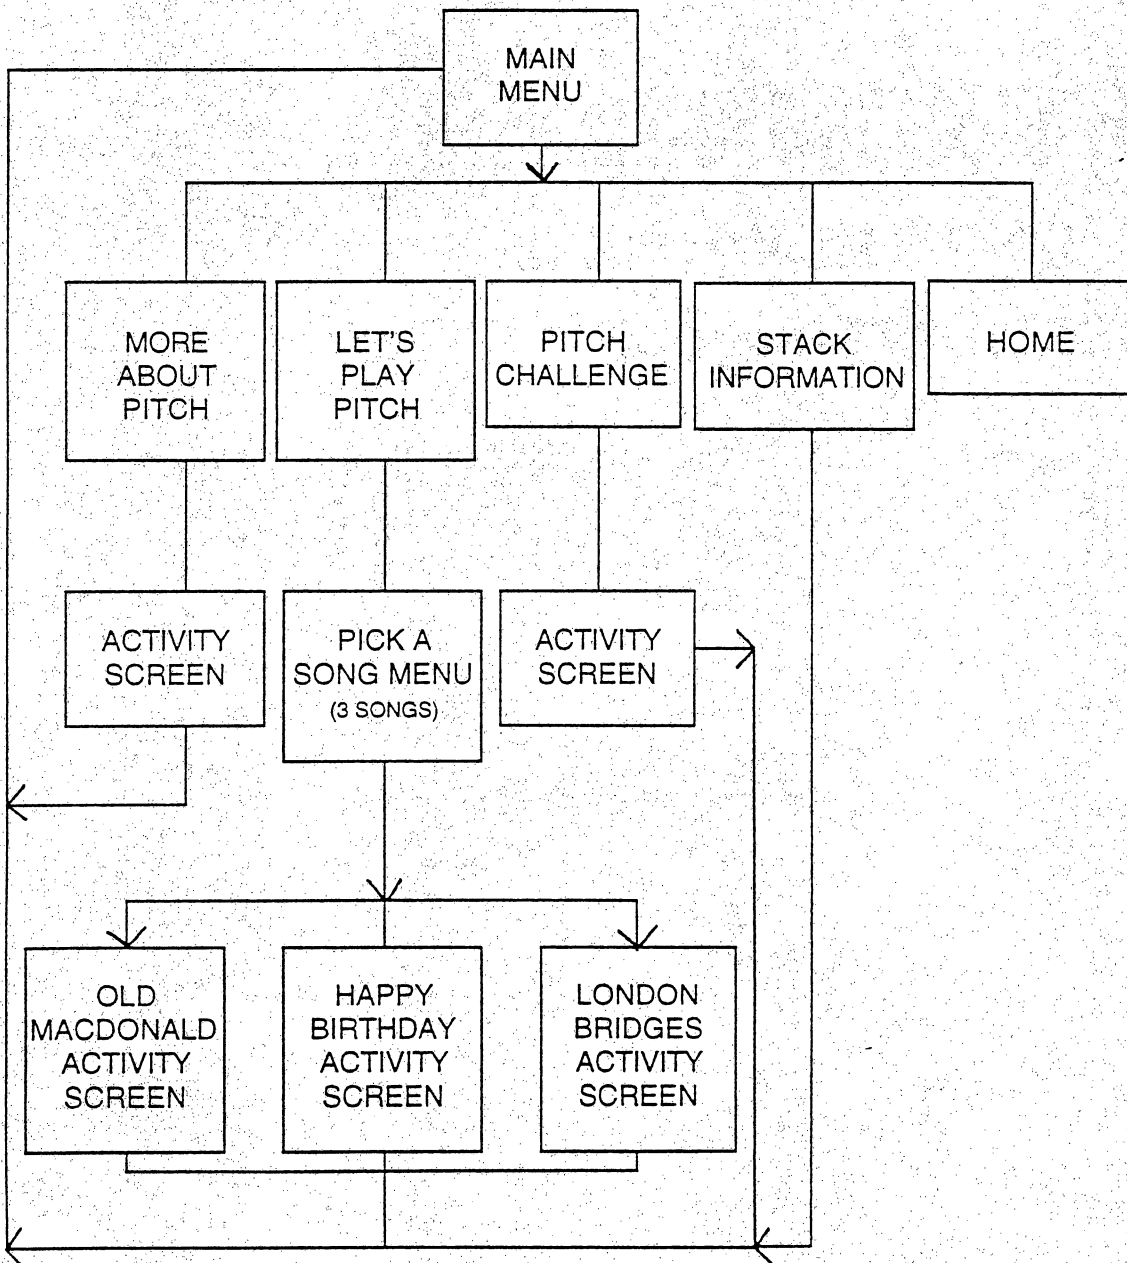 MAIN
MENU
MORE
ABOUT
PITCH
LET'S
PLAY
PITCH
PITCH
CHALLENGE
STACK
INFORMATION
HOME
ACTIVITY
SCREEN
PICK A
SONG MENU
(3 SONGS)
ACTIVITY
SCREEN
OLD
MACDONALD
ACTIVITY
SCREEN
HAPPY
BIRTHDAY
ACTIVITY
SCREEN
LONDON
BRIDGES
ACTIVITY
SCREEN